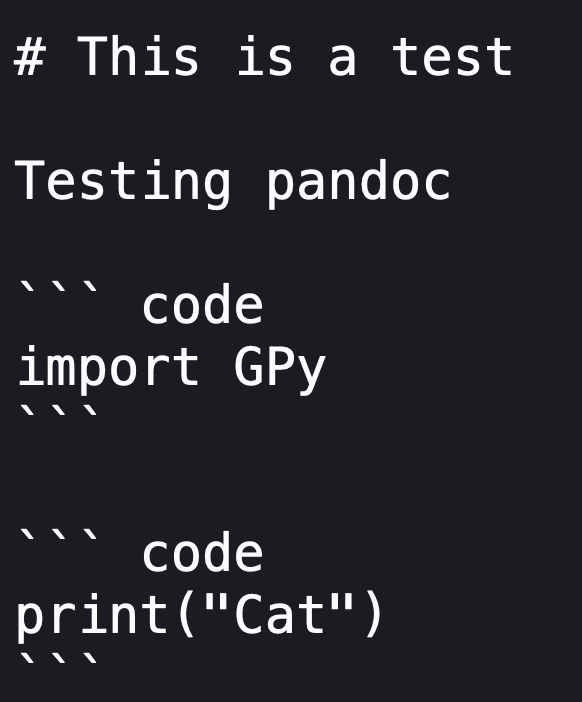 # This is a test
Testing pandoc
``` code
import GPy
```
``` code
print("Cat")
```